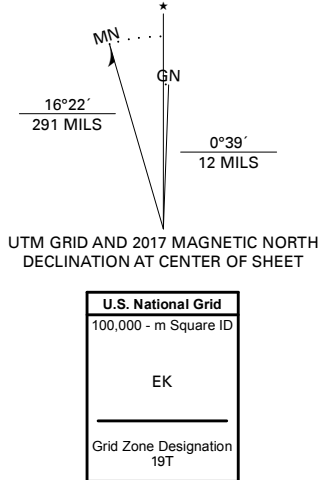 MN
GN
16°22´
291 MILS
0°39´
12 MILS
UTM GRID AND 2017 MAGNETIC NORTH
DECLINATION AT CENTER OF SHEET
U.S. National Grid
100,000 - m Square ID
EK
Grid Zone Designation
19T